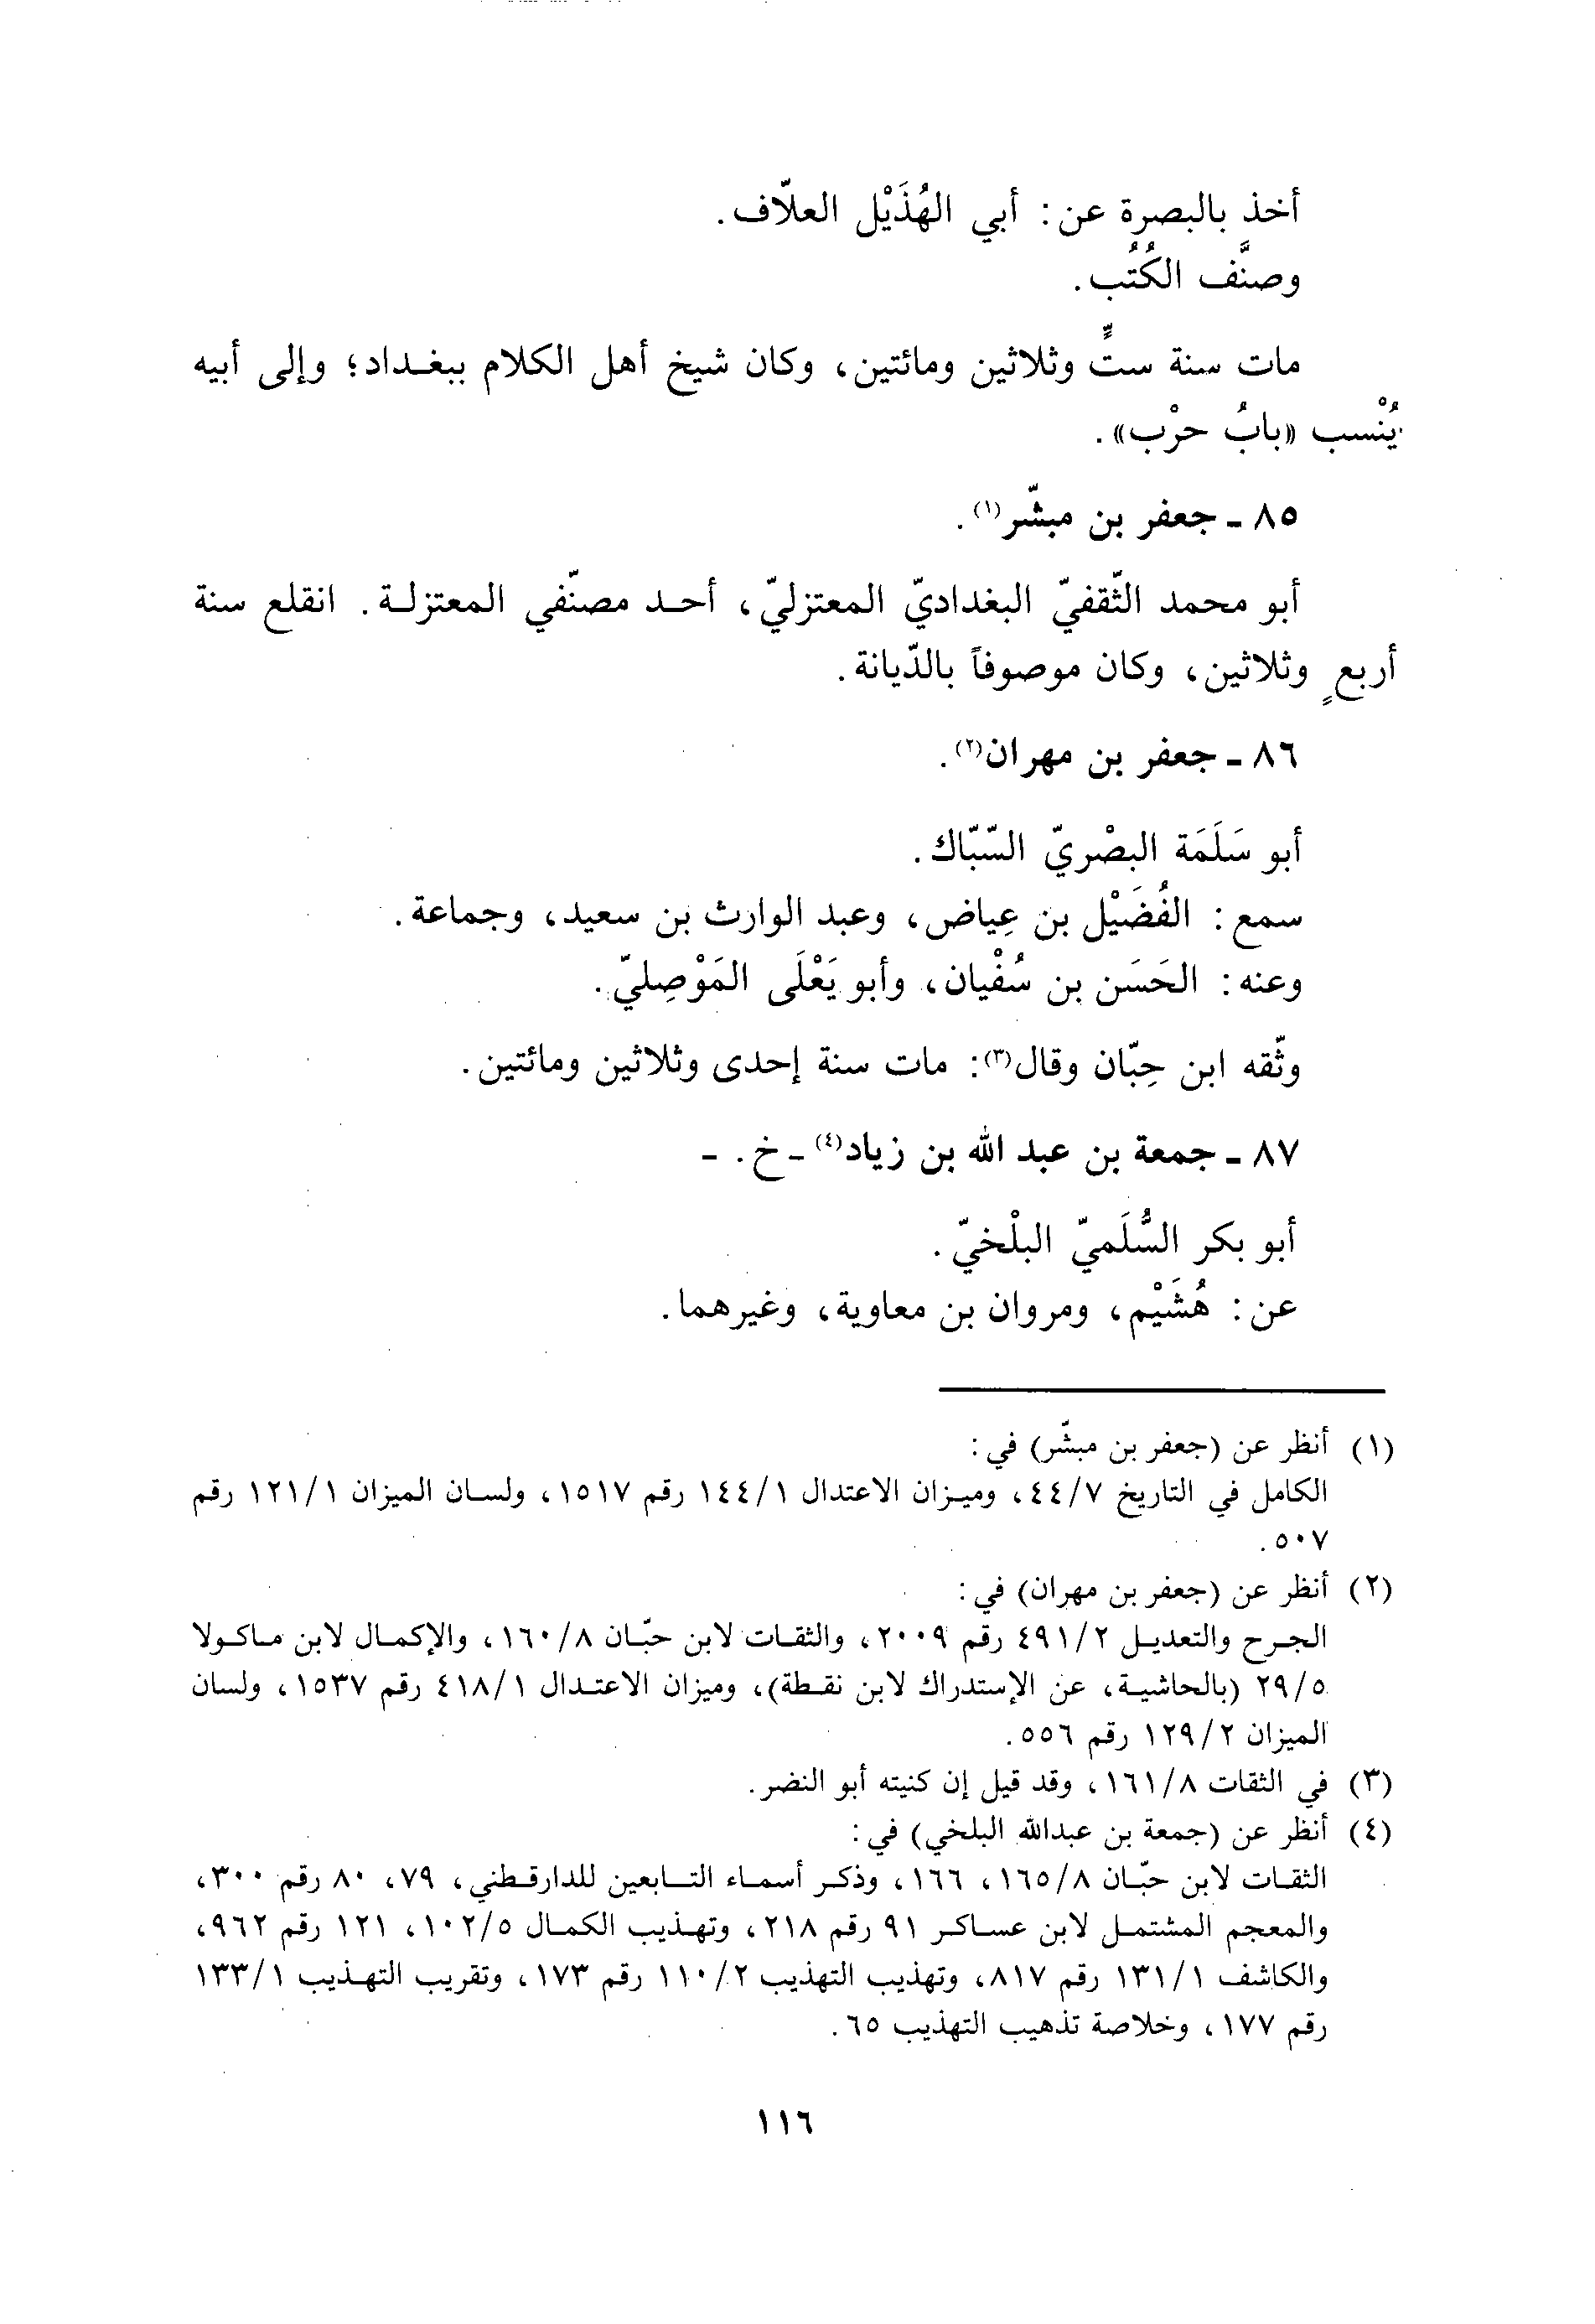 أخذ بالبصرة عن: أبي الهُذَيْل العلاّف.
وصنَّف الكُتُب.
مات سنة ستٍّ وثلاثين ومائتين، وكان شيخ أهل الكلام ببغداد؛ وإلى أبيه
يُنْسب «بابُ حرْب».
٨٥ ـ جعفر بن مبشّر(١).
أبو محمد الثّقفيّ البغداديّ المعتزليّ، أحد مصنّفي المعتزلة. انقلع سنة
أربعٍ وثلاثين، وكان موصوفاً بالدّيانة.
٨٦ ـ جعفر بن مهران(٢).
أبو سَلَمَة البصْريّ السّبّاك.
سمع: الفُضَيْل بن عِياض، وعبد الوارث بن سعيد، وجماعة.
وعنه: الحَسَن بن سُفْيان، وأبو يَعْلَى المَوْصِليّ.
وثّقه ابن حِبّان وقال(٣): مات سنة إحدى وثلاثين ومائتين.
٨٧ ـ جمعة بن عبد الله بن زياد(٤) ـ خ. ـ
أبو بكر السُّلَميّ البلْخيّ.
عن: هُشَيْم، ومروان بن معاوية، وغيرهما.
(١) أنظر عن (جعفر بن مبشّر) في:
الكامل في التاريخ ٤٤/٧، وميزان الاعتدال ١٤٤/١ رقم ١٥١٧، ولسان الميزان ١٢١/١ رقم
٥٠٧.
(٢) أنظر عن (جعفر بن مهران) في:
الجرح والتعديل ٤٩١/٢ رقم ٢٠٠٩، والثقات لابن حبّان ١٦٠/٨، والإكمال لابن ماكولا
٢٩/٥ (بالحاشية، عن الإستدراك لابن نقطة)، وميزان الاعتدال ٤١٨/١ رقم ١٥٣٧، ولسان
الميزان ١٢٩/٢ رقم ٥٥٦.
(٣) في الثقات ١٦١/٨، وقد قيل إن كنيته أبو النضر.
(٤) أنظر عن (جمعة بن عبدالله البلخي) في:
الثقات لابن حبّان ١٦٥/٨، ١٦٦، وذكر أسماء التابعين للدارقطني، ٧٩، ٨٠ رقم ٣٠٠،
والمعجم المشتمل لابن عساكر ٩١ رقم ٢١٨، وتهذيب الكمال ١٠٢/٥، ١٢١ رقم ٩٦٢،
والكاشف ١٣١/١ رقم ٨١٧، وتهذيب التهذيب ١١٠/٢ رقم ١٧٣، وتقريب التهذيب ١٣٣/١
رقم ١٧٧، وخلاصة تذهيب التهذيب ٦٥.
١١٦